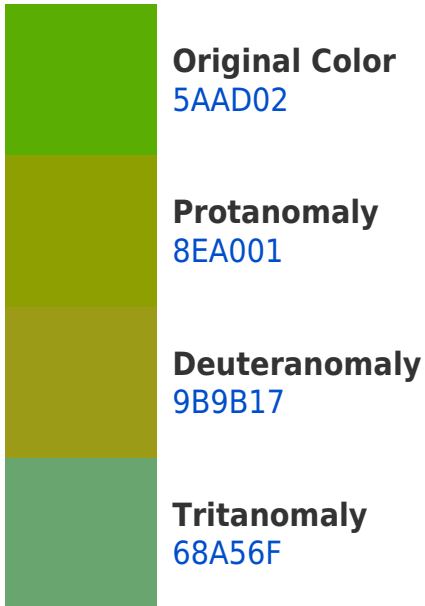 Original Color
5AAD02
Protanomaly
8EA001
Deuteranomaly
9B9B17
Tritanomaly
68A56F